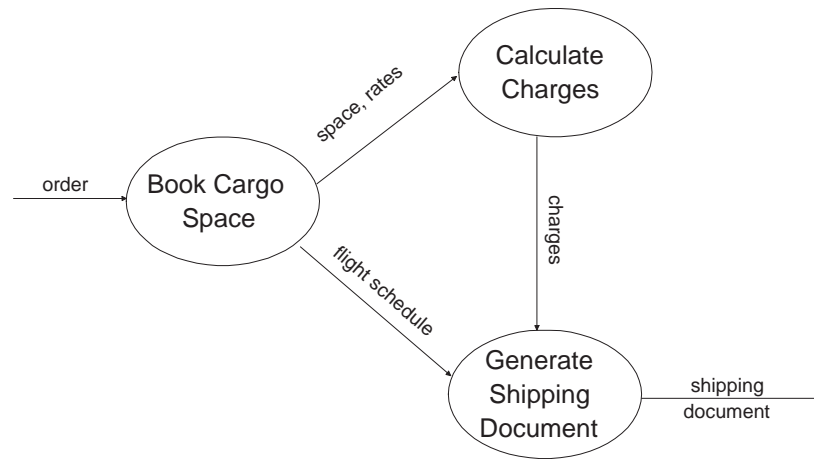 order
Book Cargo
Space
space, rates
Calculate
Charges
flight schedule
charges
Generate
Shipping
Document
shipping
document